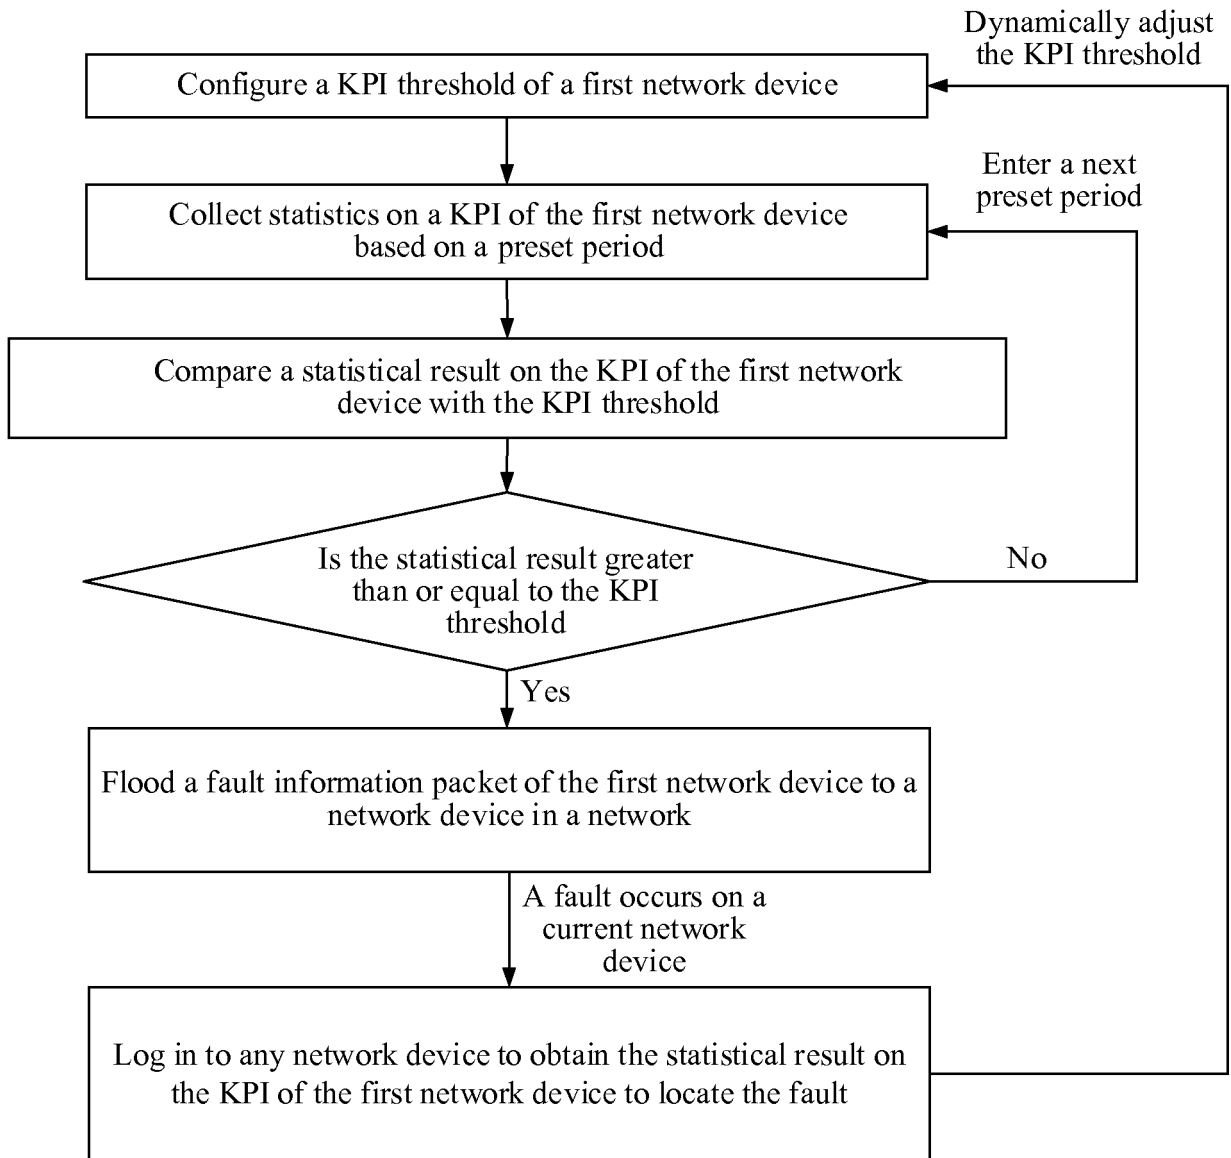 Dynamically adjust
the KPI threshold
Configure a KPI threshold of a first network device
Enter a next
preset period
Collect statistics on a KPI of the first network device
based on a preset period
Compare a statistical result on the KPI of the first network
device with the KPI threshold
Is the statistical result greater
than or equal to the KPI
threshold
No
Yes
Flood a fault information packet of the first network device to a
network device in a network
A fault occurs on a
current network
device
Log in to any network device to obtain the statistical result on
the KPI of the first network device to locate the fault